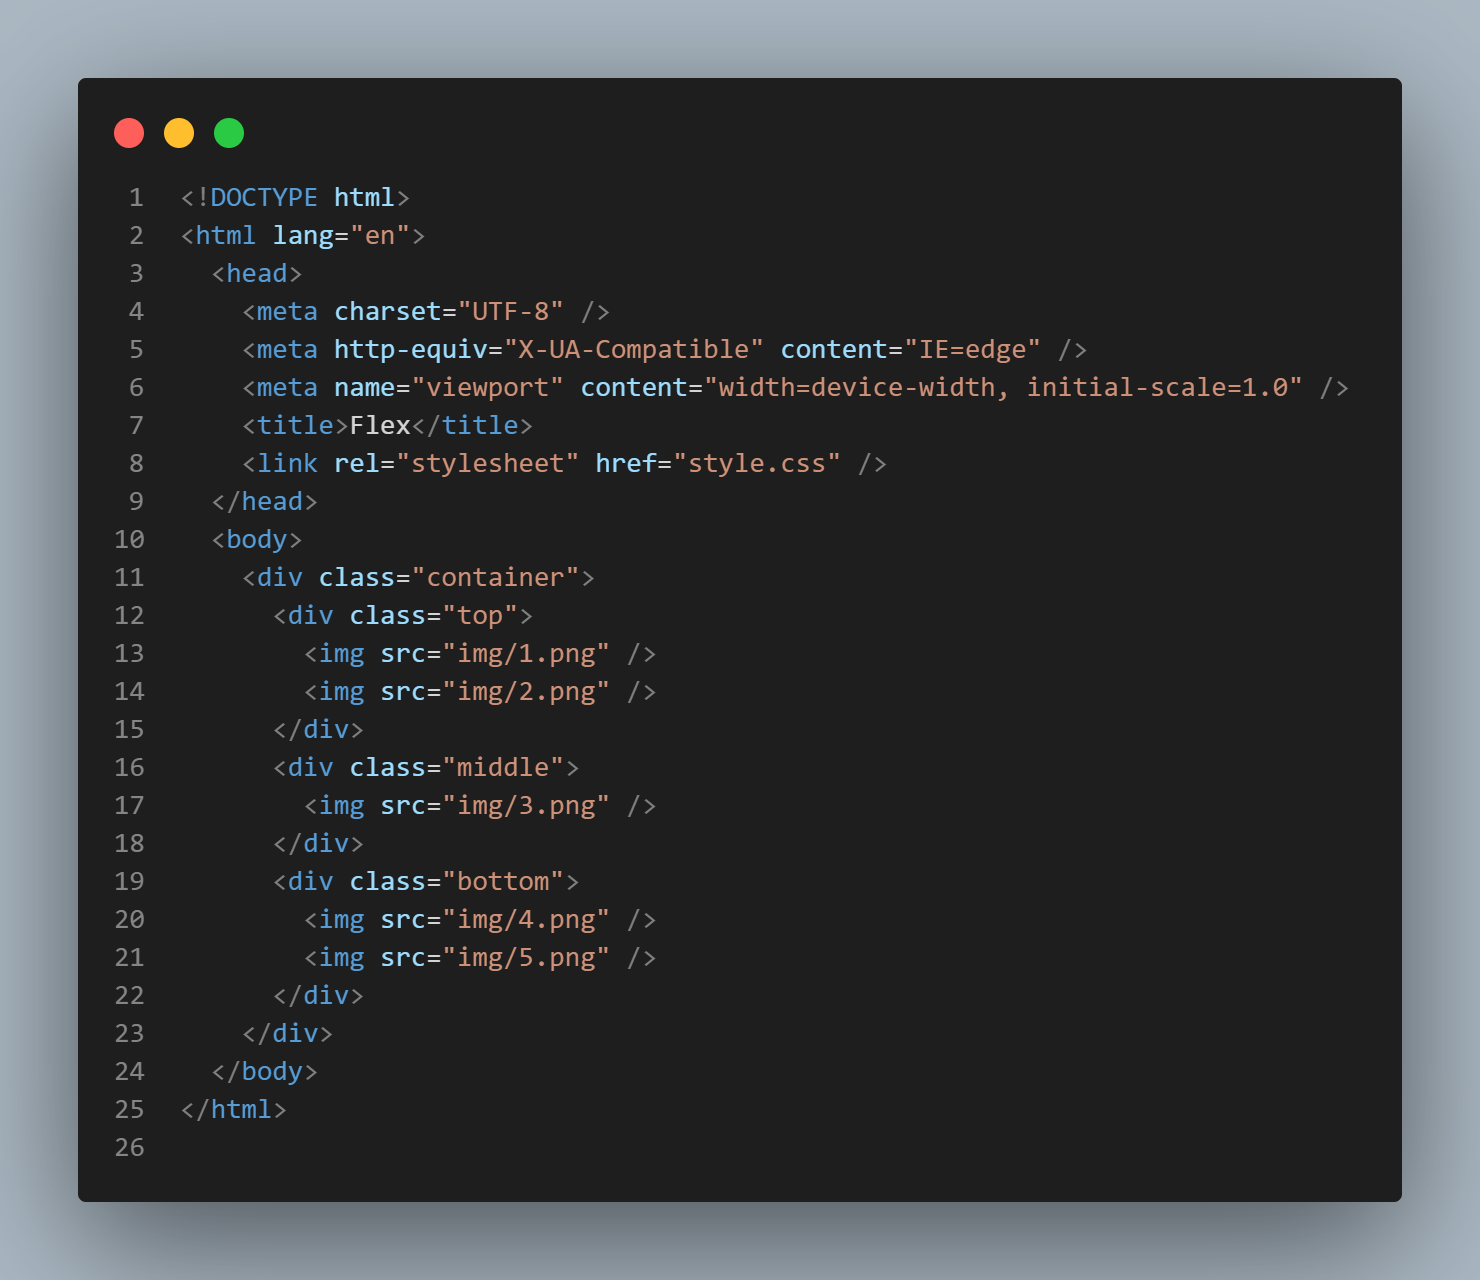 1 <!DOCTYPE html>
2 <html lang="en">
3   <head>
4     <meta charset="UTF-8" />
5     <meta http-equiv="X-UA-Compatible" content="IE=edge" />
6     <meta name="viewport" content="width=device-width, initial-scale=1.0" />
7     <title>Flex</title>
8     <link rel="stylesheet" href="style.css" />
9   </head>
10   <body>
11     <div class="container">
12       <div class="top">
13         <img src="img/1.png" />
14         <img src="img/2.png" />
15       </div>
16       <div class="middle">
17         <img src="img/3.png" />
18       </div>
19       <div class="bottom">
20         <img src="img/4.png" />
21         <img src="img/5.png" />
22       </div>
23     </div>
24   </body>
25 </html>
26